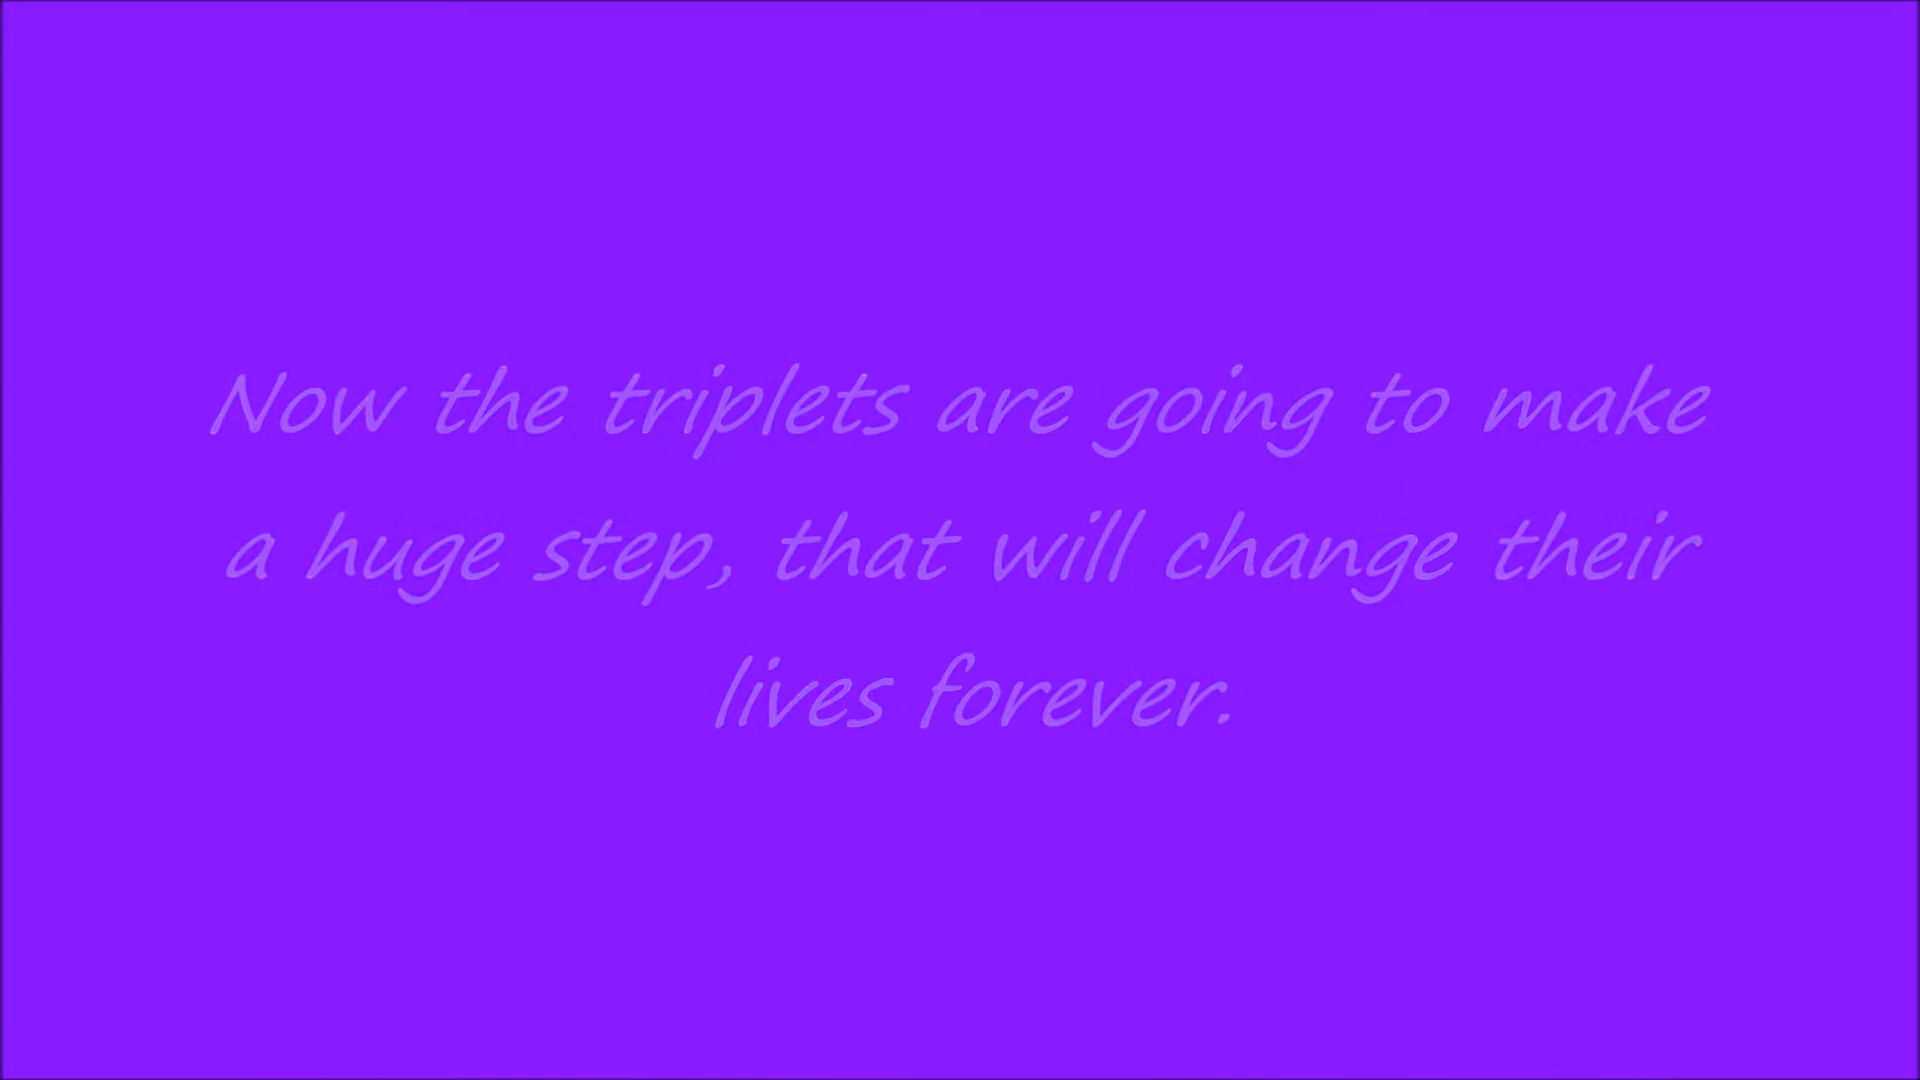 Now the triplets are going to make
a huge step, that will change their
lives forever.